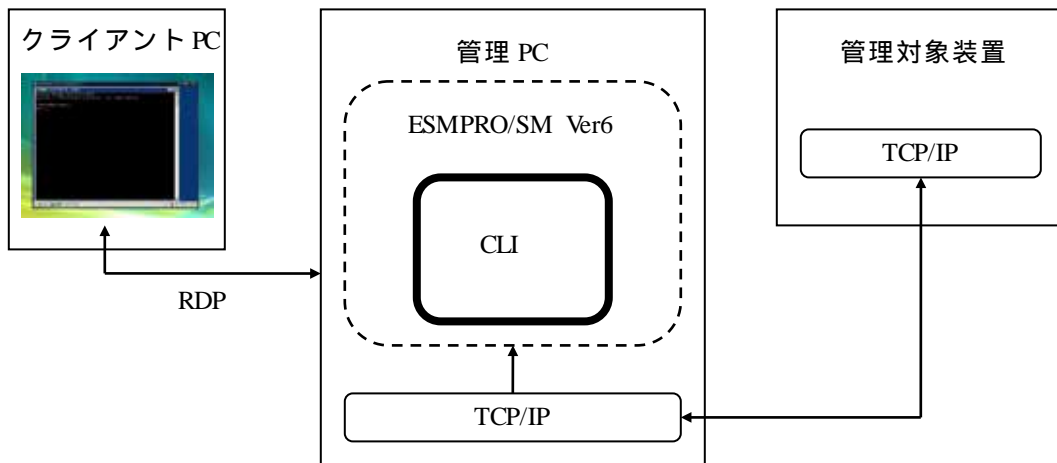 クライアント PC
管理 PC
管理対象装置
ESMPRO/SM Ver6
TCP/IP
CLI
RDP
TCP/IP